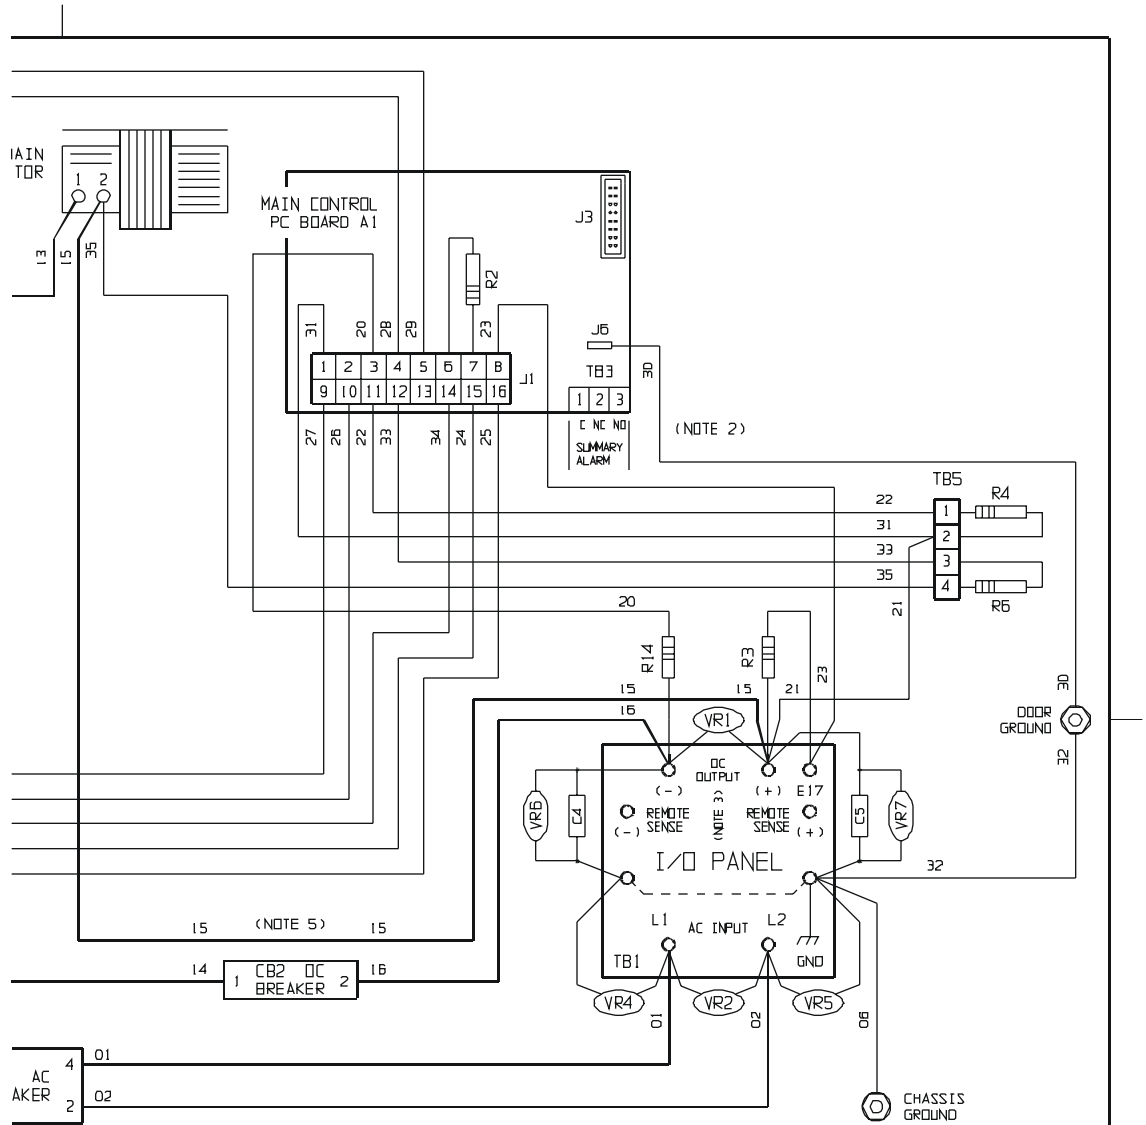 TOR
1 2
13
15
35
MAIN CONTROL
PC BOARD A1
J3
R2
31
20
28
29
23
J6
30
TB3
1 2 3 4 5 6 7 8
9 10 11 12 13 14 15 16
J1
1 2 3
C NC NO
SUMMARY
ALARM
27
26
22
33
34
24
25
(NOTE 2)
TB5
22
1
R4
31
2
33
3
35
4
R6
21
20
R14
R3
23
30
15
15
21
16
VR1
DOOR
GROUND
32
DC
OUTPUT
(-)
(+)
E17
(NOTE 3)
VR6
C4
REMOTE
SENSE
(-)
REMOTE
SENSE
(+)
C5
VR7
I/O PANEL
32
15
(NOTE 5)
15
L1
L2
AC INPUT
TB1
GND
14
1
CB2 DC
BREAKER
2
16
VR4
VR2
VR5
01
02
06
4
01
AC
AKER
2
02
CHASSIS
GROUND